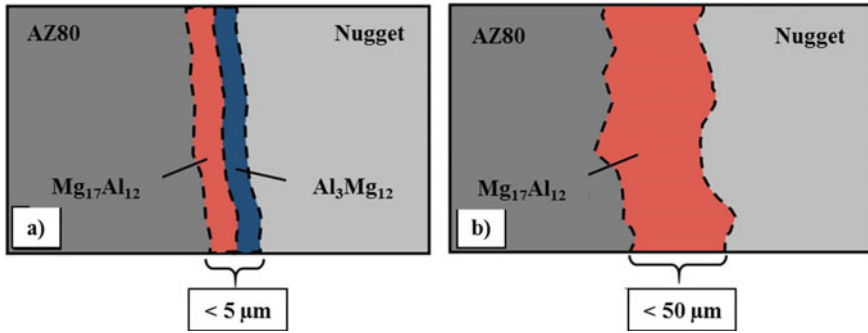 AZ80
Nugget
Mg₁₇Al₁₂
Al₃Mg₁₂
a)
< 5 µm
AZ80
Nugget
Mg₁₇Al₁₂
b)
< 50 µm